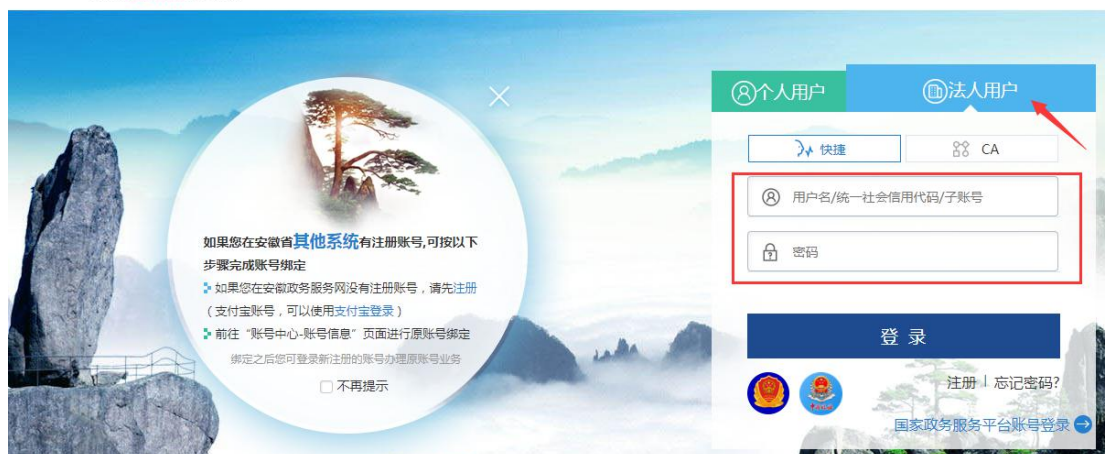 个人用户
法人用户
快捷
CA
用户名/统一社会信用代码/子账号
密码
登录
注册 | 忘记密码?
国家政务服务平台账号登录
如果您在安徽省其他系统有注册账号,可按以下
步骤完成账号绑定
如果您在安徽政务服务网没有注册账号，请先注册
（支付宝账号，可以使用支付宝登录）
前往“账号中心-账号信息”页面进行原账号绑定
绑定之后您可登录新注册的账号办理原账号业务
不再提示